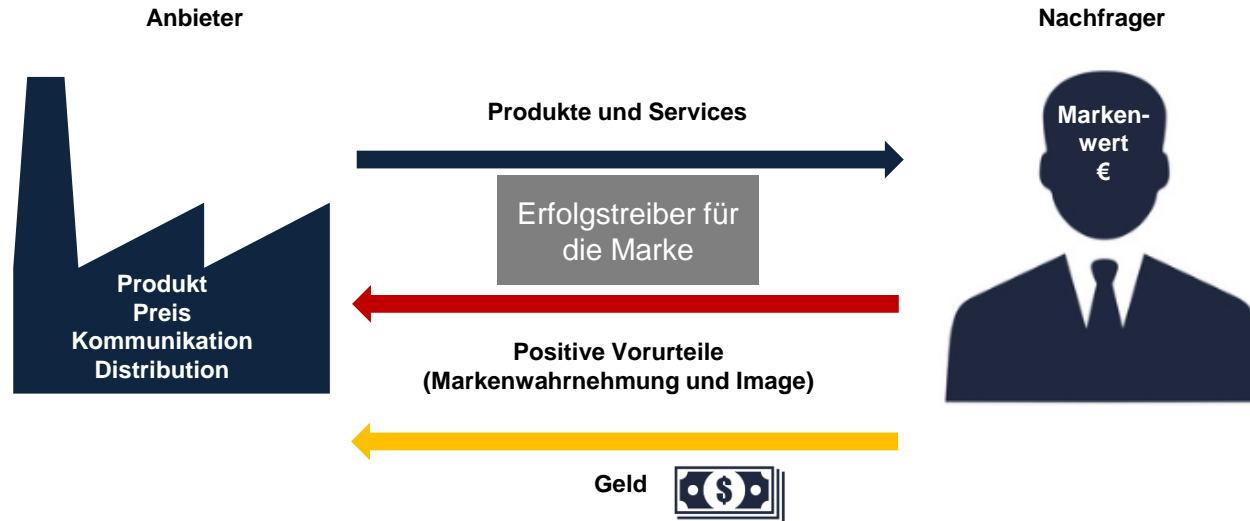 Anbieter
Nachfrager
Produkte und Services
Marken-
wert
€
Erfolgstreiber für
die Marke
Produkt
Preis
Kommunikation
Distribution
Positive Vorurteile
(Markenwahrnehmung und Image)
Geld
$